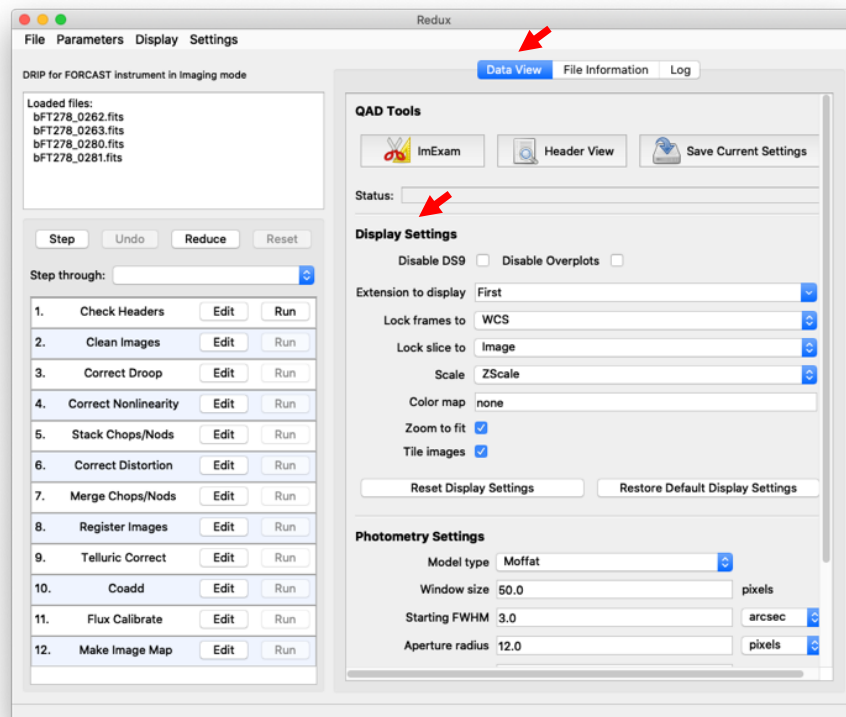 Redux
File Parameters Display Settings
DRIP for FORCAST instrument in Imaging mode
Loaded files:
bFT278_0262.fits
bFT278_0263.fits
bFT278_0280.fits
bFT278_0281.fits
Step Undo Reduce Reset
Step through:
1. Check Headers Edit Run
2. Clean Images Edit Run
3. Correct Droop Edit Run
4. Correct Nonlinearity Edit Run
5. Stack Chops/Nods Edit Run
6. Correct Distortion Edit Run
7. Merge Chops/Nods Edit Run
8. Register Images Edit Run
9. Telluric Correct Edit Run
10. Coadd Edit Run
11. Flux Calibrate Edit Run
12. Make Image Map Edit Run
Data View File Information Log
QAD Tools
ImExam Header View Save Current Settings
Status:
Display Settings
Disable DS9 Disable Overplots
Extension to display First
Lock frames to WCS
Lock slice to Image
Scale ZScale
Color map none
Zoom to fit
Tile images
Reset Display Settings Restore Default Display Settings
Photometry Settings
Model type Moffat
Window size 50.0 pixels
Starting FWHM 3.0 arcsec
Aperture radius 12.0 pixels